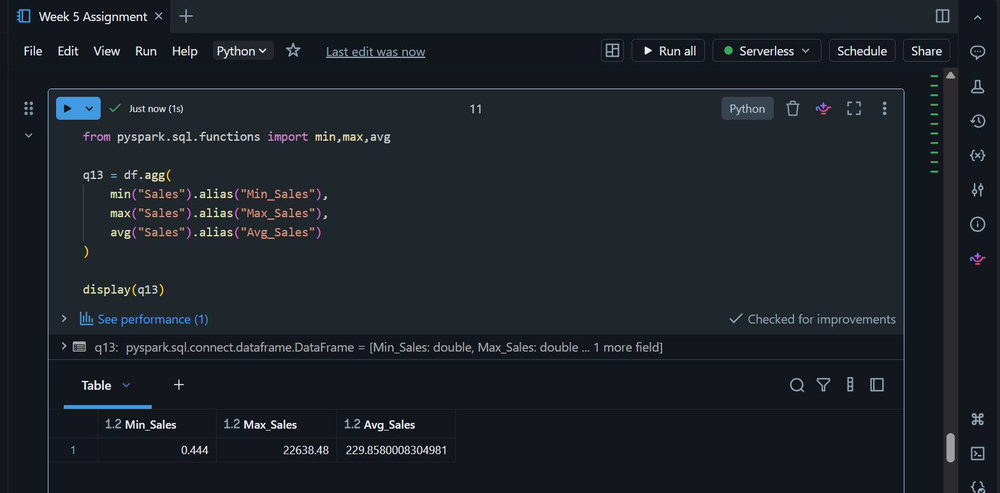 Week 5 Assignment
File Edit View Run Help Python Last edit was now Run all Serverless Schedule Share
Just now (1s) 11 Python
from pyspark.sql.functions import min,max,avg
q13 = df.agg(
min("Sales").alias("Min_Sales"),
max("Sales").alias("Max_Sales"),
avg("Sales").alias("Avg_Sales")
)
display(q13)
See performance (1) Checked for improvements
q13: pyspark.sql.connect.dataframe.DataFrame = [Min_Sales: double, Max_Sales: double ... 1 more field]
Table
1.2 Min_Sales 1.2 Max_Sales 1.2 Avg_Sales
1 0.444 22638.48 229.8580008304981